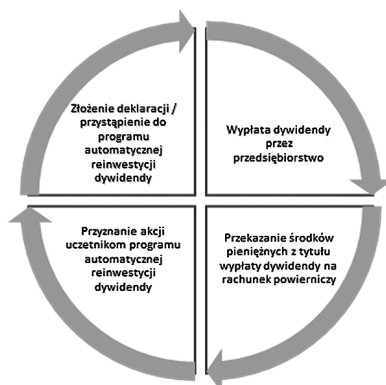 Złożenie deklaracji /
przystąpienie do
programu
automatycznej
reinwestycji
dywidendy
Wypłata dywidendy
przez
przedsiębiorstwo
Przekazanie środków
pieniężnych z tytułu
wypłaty dywidendy na
rachunek powierniczy
Przyznanie akcji
uczetnikom programu
automatycznej
reinwestycji
dywidendy